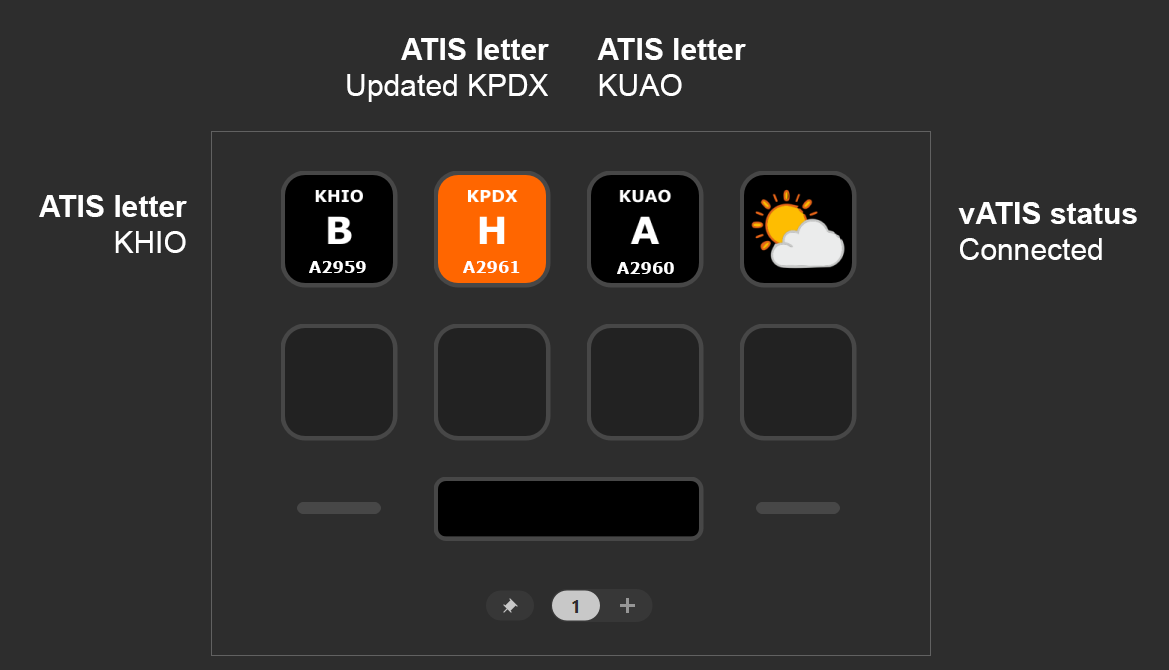 ATIS letter
Updated KPDX
ATIS letter
KUAO
ATIS letter
KHIO
KHIO
B
A2959
KPDX
H
A2961
KUAO
A
A2960
vATIS status
Connected
1